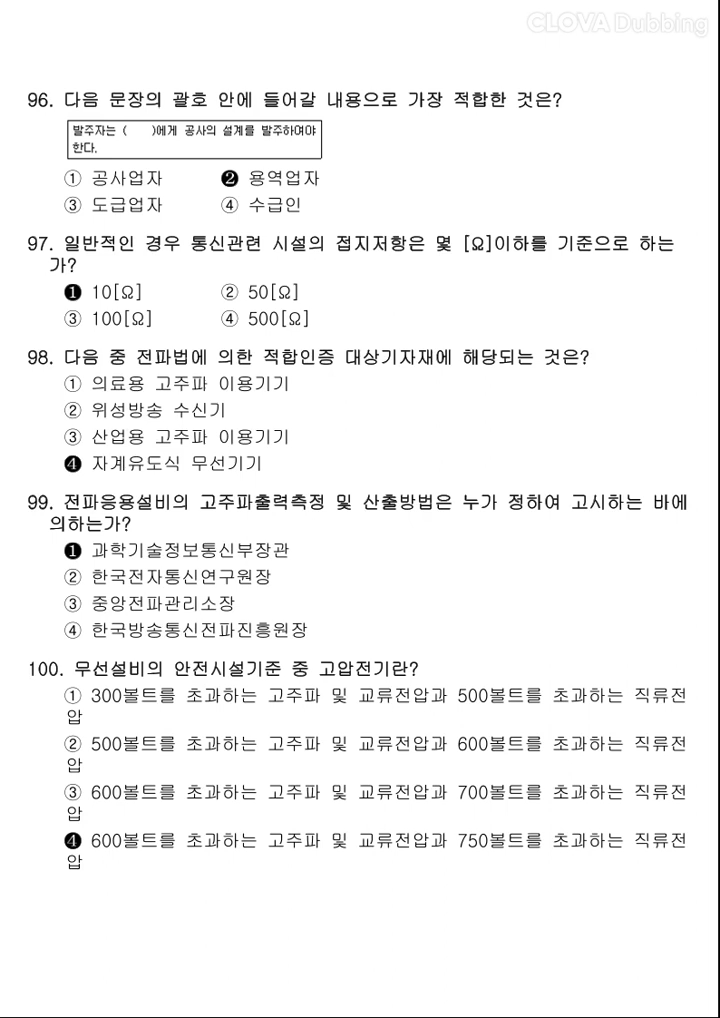 CLOVA Dubbing
96. 다음 문장의 괄호 안에 들어갈 내용으로 가장 적합한 것은?
발주자는 (    )에게 공사의 설계를 발주하여야
한다.
① 공사업자 ❷ 용역업자
③ 도급업자 ④ 수급인
97. 일반적인 경우 통신관련 시설의 접지저항은 몇 [Ω]이하를 기준으로 하는
가?
❶ 10[Ω] ② 50[Ω]
③ 100[Ω] ④ 500[Ω]
98. 다음 중 전파법에 의한 적합인증 대상기자재에 해당되는 것은?
① 의료용 고주파 이용기기
② 위성방송 수신기
③ 산업용 고주파 이용기기
❹ 자계유도식 무선기기
99. 전파응용설비의 고주파출력측정 및 산출방법은 누가 정하여 고시하는 바에
의하는가?
❶ 과학기술정보통신부장관
② 한국전자통신연구원장
③ 중앙전파관리소장
④ 한국방송통신전파진흥원장
100. 무선설비의 안전시설기준 중 고압전기란?
① 300볼트를 초과하는 고주파 및 교류전압과 500볼트를 초과하는 직류전
압
② 500볼트를 초과하는 고주파 및 교류전압과 600볼트를 초과하는 직류전
압
③ 600볼트를 초과하는 고주파 및 교류전압과 700볼트를 초과하는 직류전
압
❹ 600볼트를 초과하는 고주파 및 교류전압과 750볼트를 초과하는 직류전
압